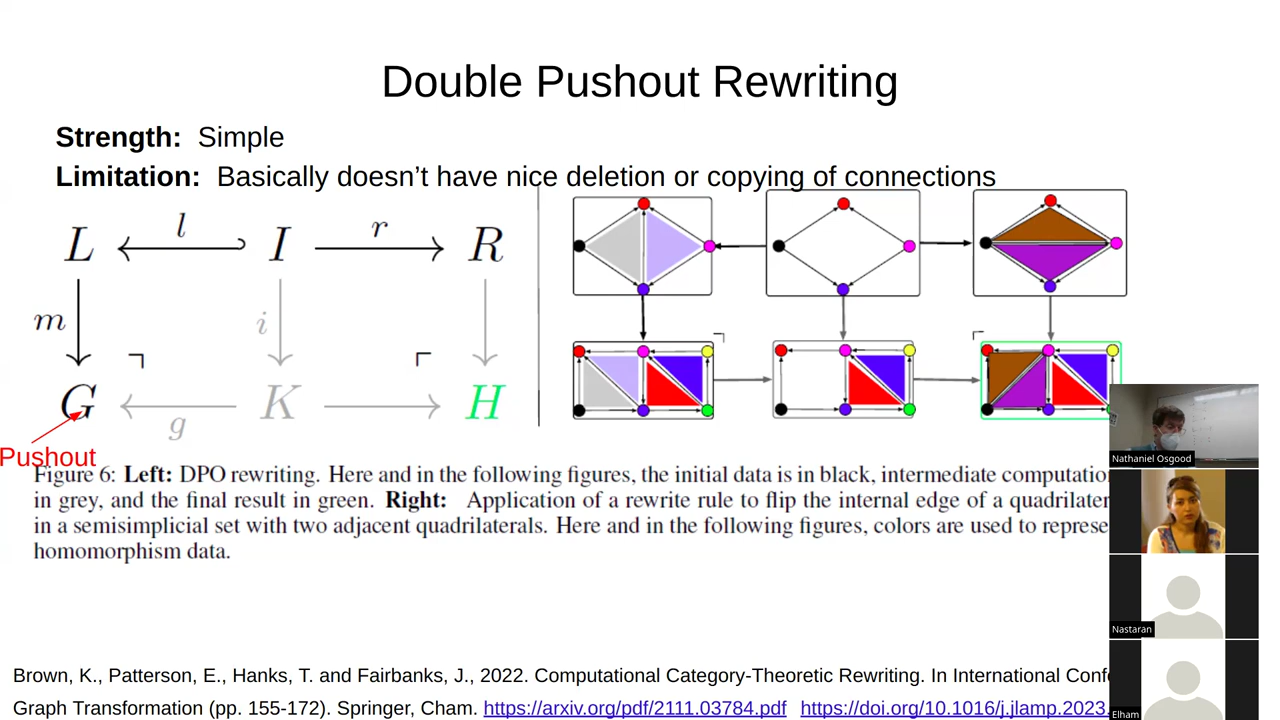 Double Pushout Rewriting
Strength: Simple
Limitation: Basically doesn't have nice deletion or copying of connections
L l I r R
m i
G g K H
Pushout
Figure 6: Left: DPO rewriting. Here and in the following figures, the initial data is in black, intermediate
in grey, and the final result in green. Right: Application of a rewrite rule to flip the internal edge of a
in a semisimplicial set with two adjacent quadrilaterals. Here and in the following figures, colors are used to
homomorphism data.
Nathaniel Osgood
Nastaran
Elham
Brown, K., Patterson, E., Hanks, T. and Fairbanks, J., 2022. Computational Category-Theoretic Rewriting. In International
Graph Transformation (pp. 155-172). Springer, Cham. https://arxiv.org/pdf/2111.03784.pdf https://doi.org/10.1016/j.jlamp.2023.